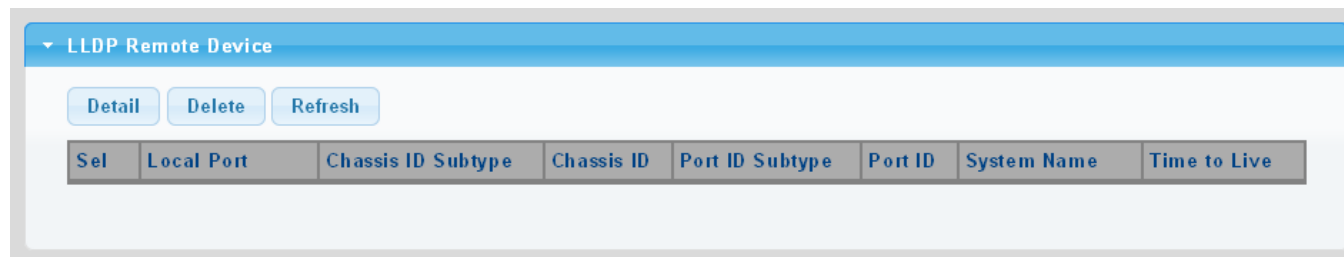 LLDP Remote Device
Detail Delete Refresh
Sel Local Port Chassis ID Subtype Chassis ID Port ID Subtype Port ID System Name Time to Live